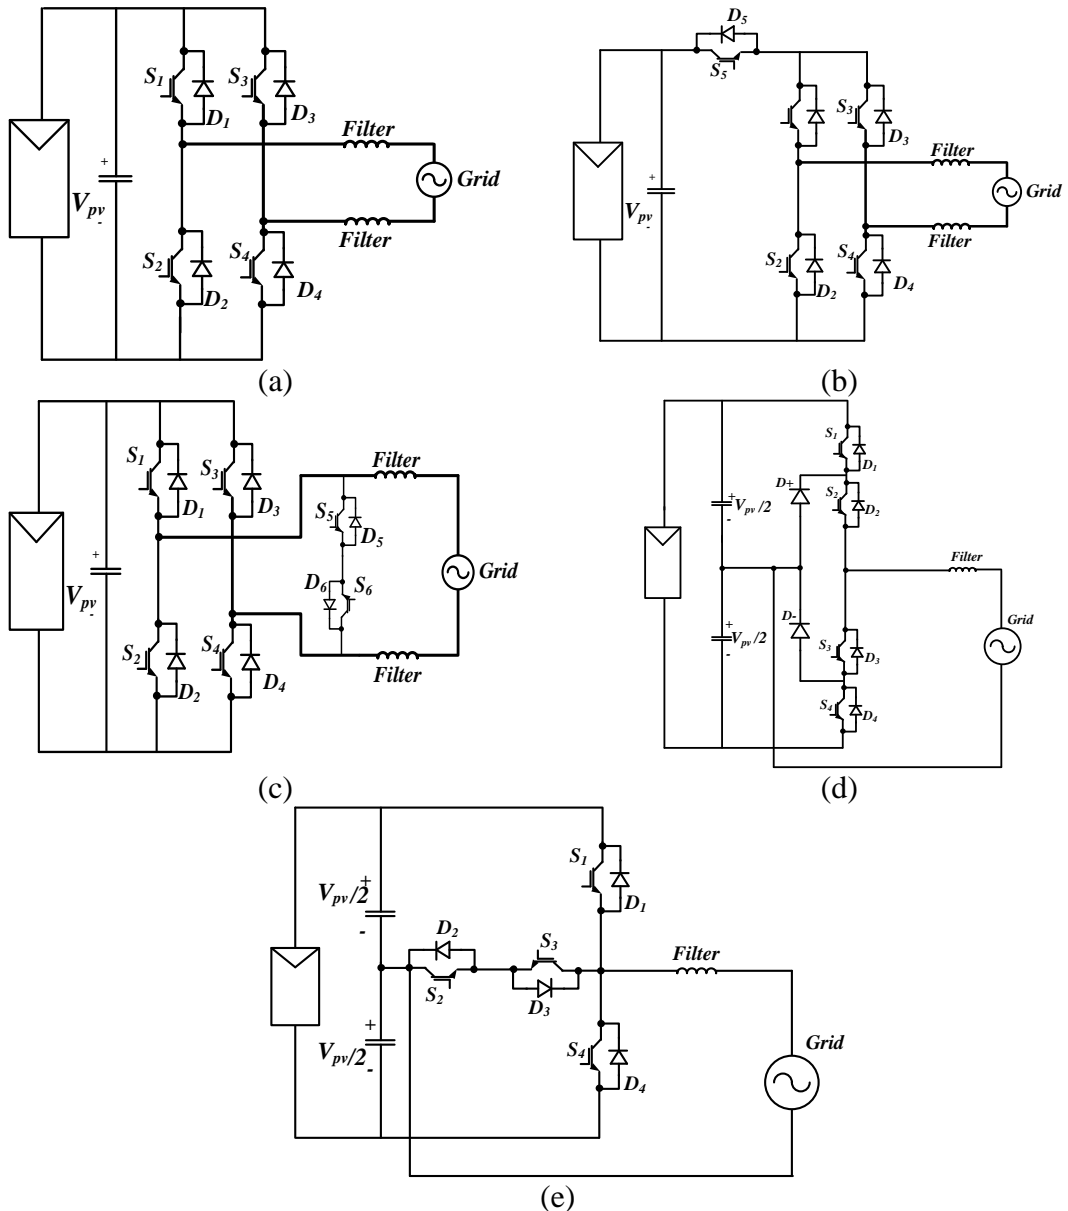 S1
D1
S3
D3
Filter
+
Vpv
-
Grid
S2
D2
S4
D4
Filter
(a)
D5
S5
S3
D3
Filter
+
Vpv
-
Grid
S2
D2
S4
D4
Filter
(b)
S1
D1
S3
D3
Filter
S5
D5
+
Vpv
-
D6
S6
Grid
S2
D2
S4
D4
Filter
(c)
S1
D1
D+
S2
D2
+
Vpv/2
-
Filter
D-
+
Vpv/2
-
Grid
S3
D3
S4
D4
(d)
S1
D1
+
Vpv/2
-
D2
S2
S3
D3
Filter
+
Vpv/2
-
S4
D4
Grid
(e)